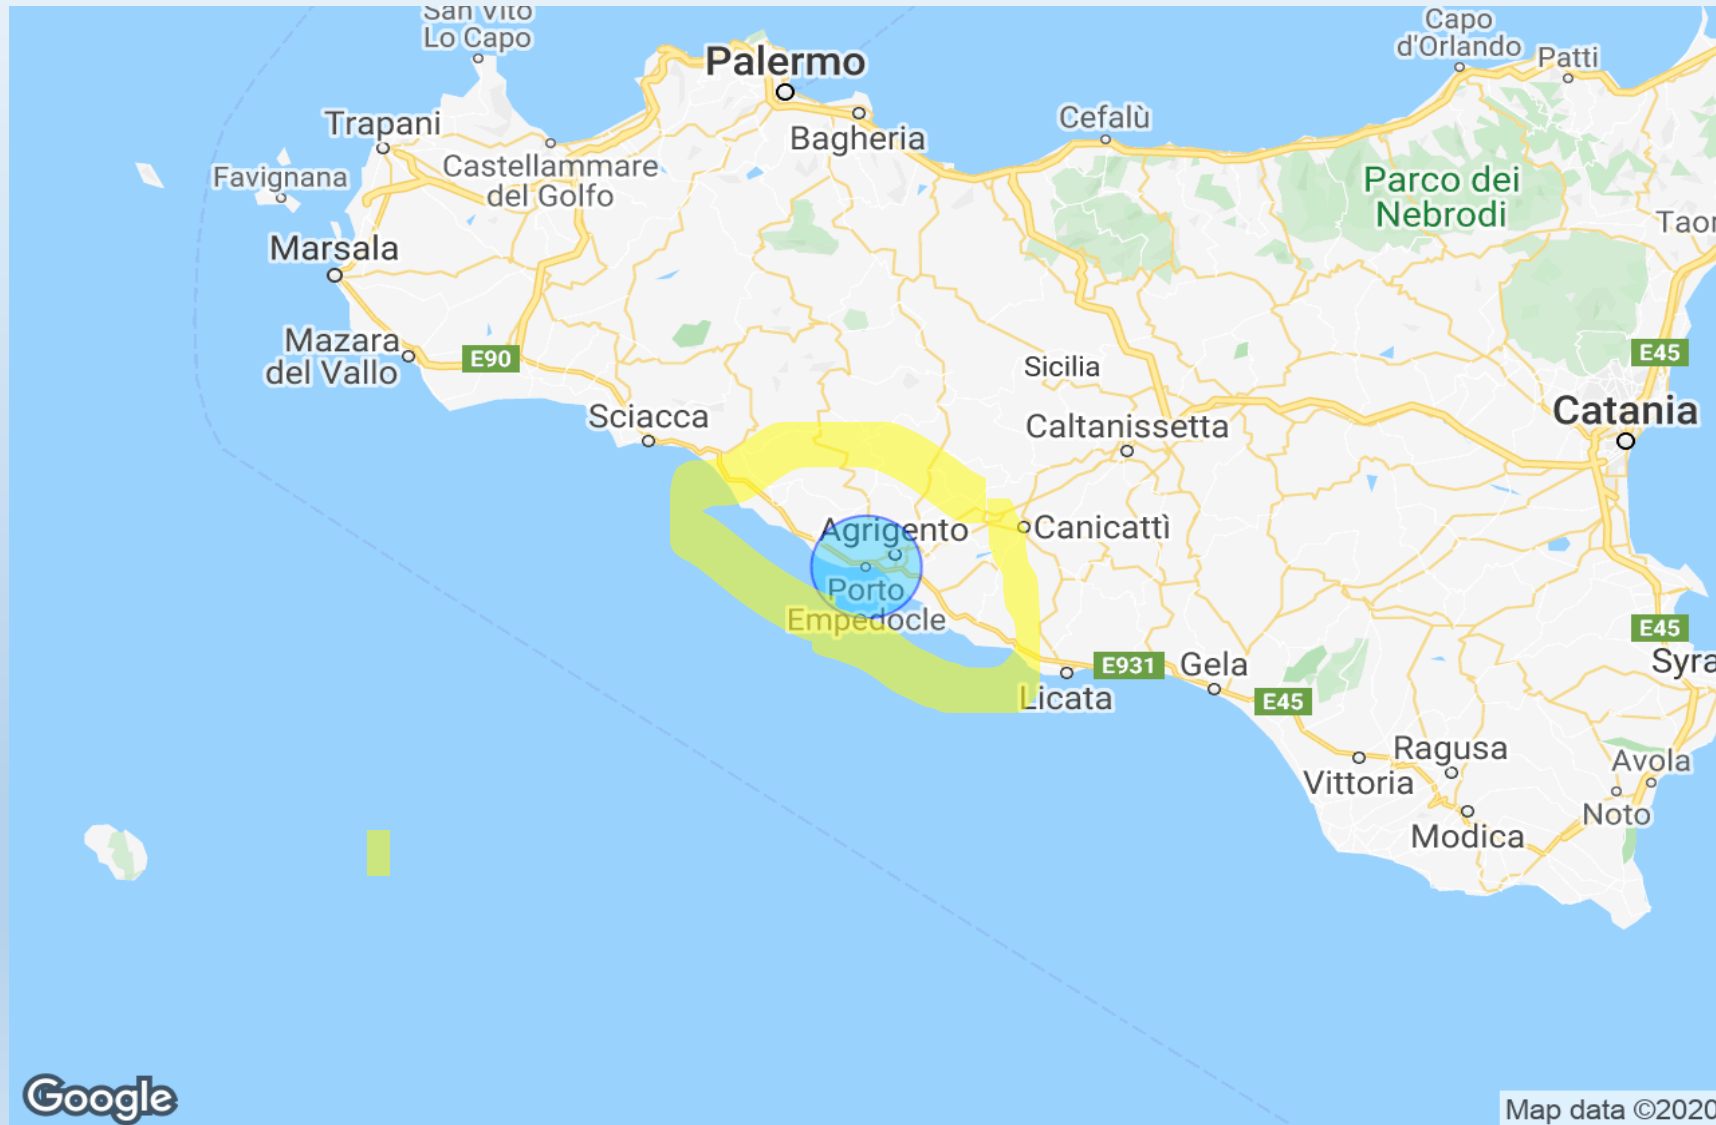 San Vito
Lo Capo
Palermo
Capo
d'Orlando
Patti
Trapani
Bagheria
Cefalù
Castellammare
del Golfo
Favignana
Parco dei
Nebrodi
Taor
Marsala
Mazara
del Vallo
E90
Sicilia
E45
Sciacca
Caltanissetta
Catania
Agrigento
Canicattì
Porto
Empedocle
E45
E931
Gela
Syra
Licata
E45
Ragusa
Vittoria
Avola
Noto
Modica
Google
Map data ©2020